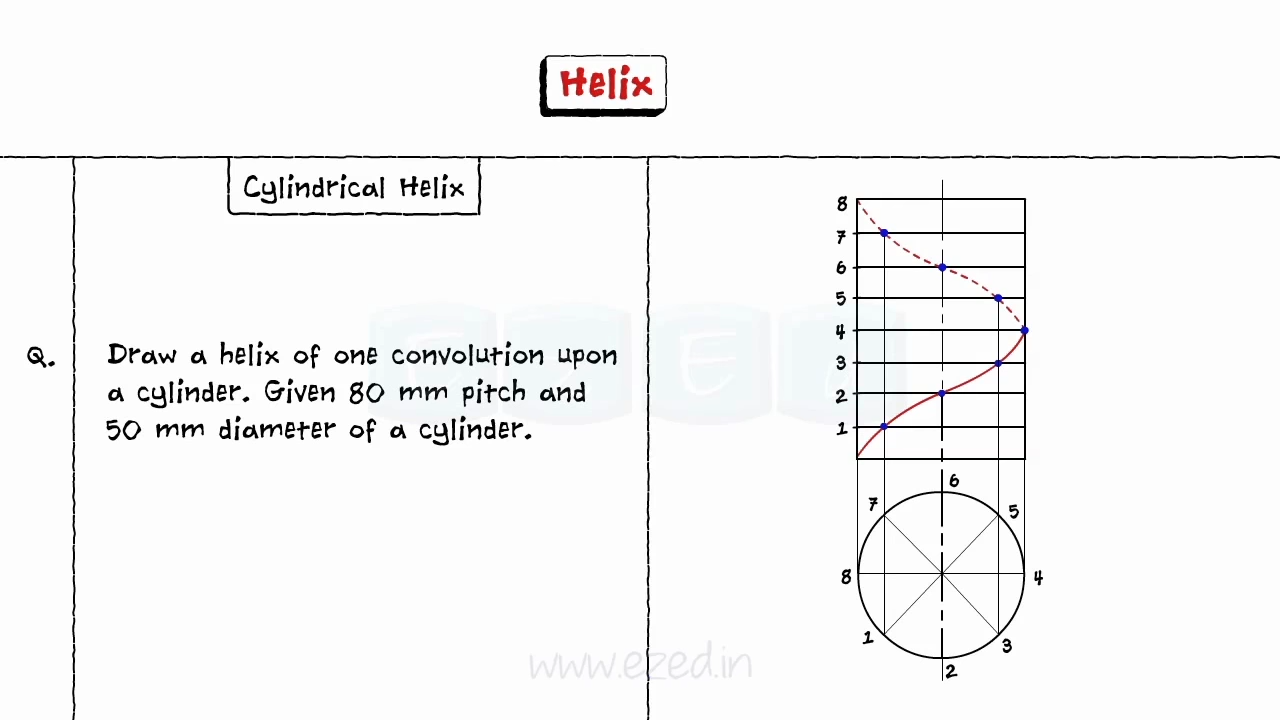 Helix
Cylindrical Helix
Q. Draw a helix of one convolution upon
a cylinder. Given 80 mm pitch and
50 mm diameter of a cylinder.
EZED
8
7
6
5
4
3
2
1
6
7 5
8 4
1 3
2
www.ezed.in